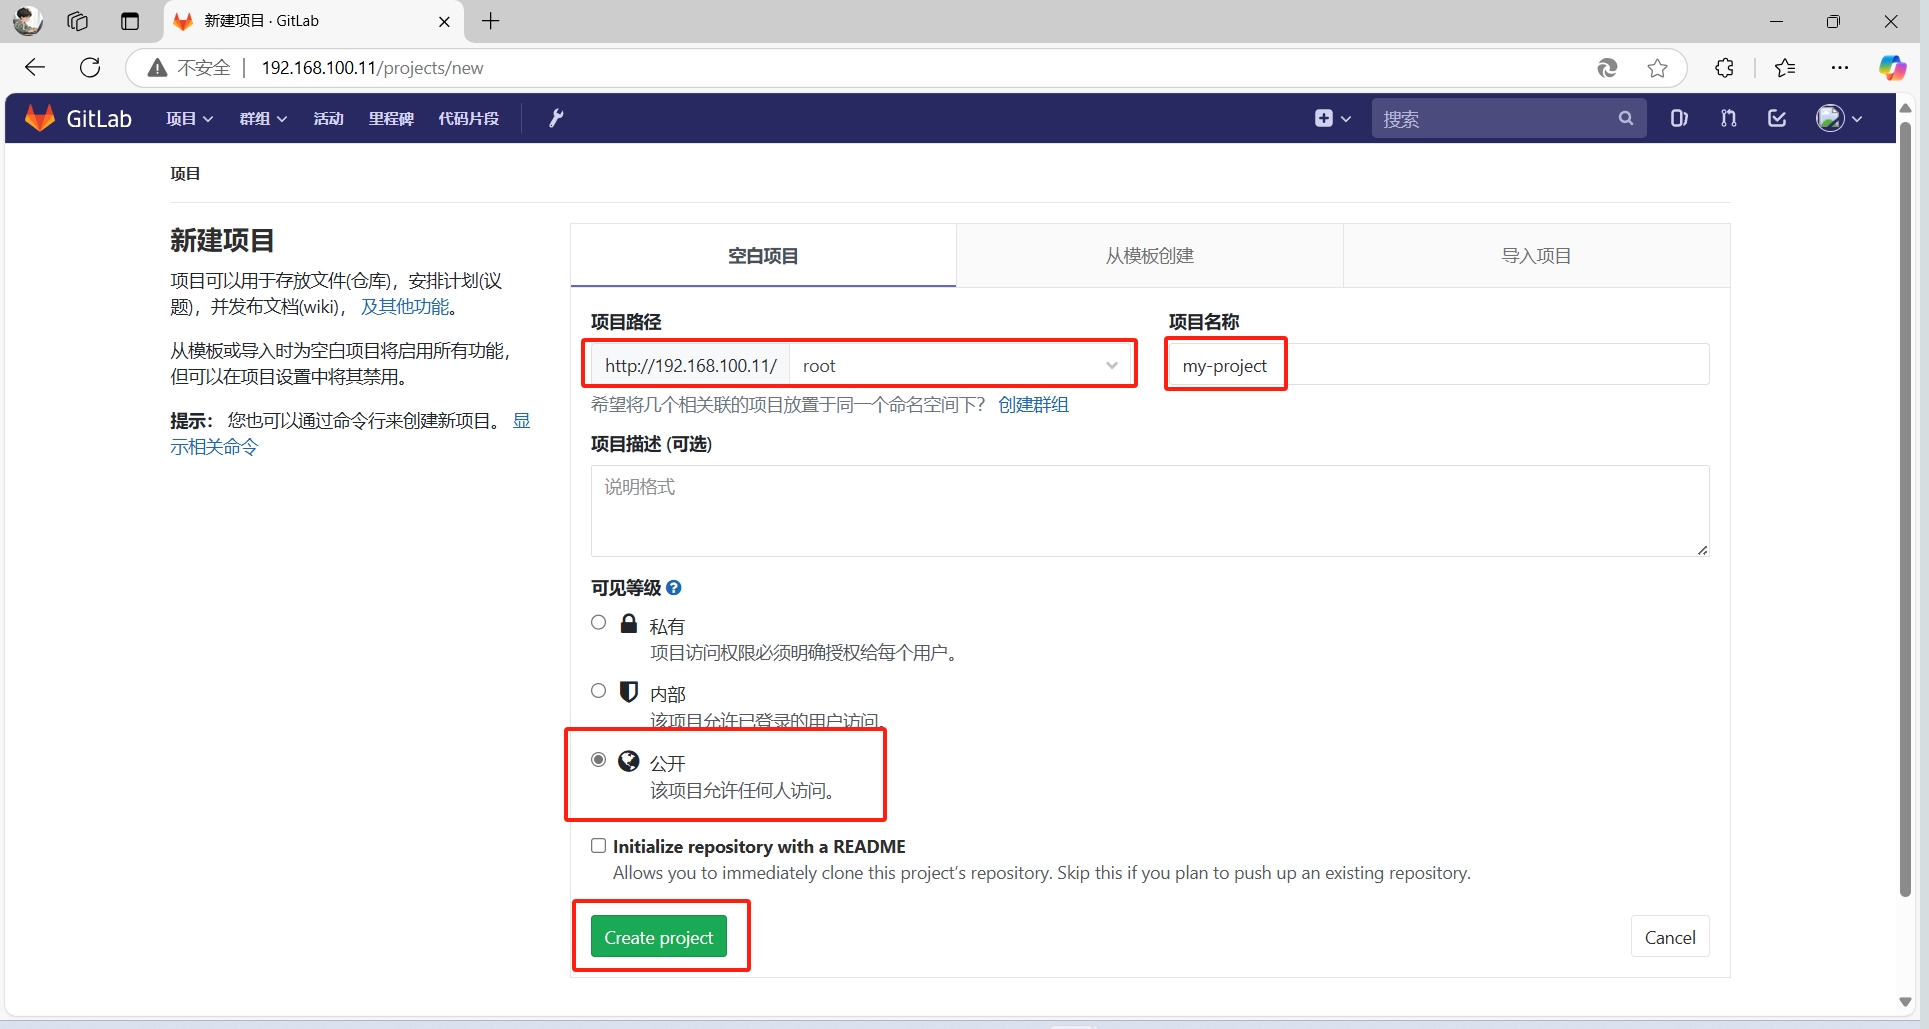 新建项目 · GitLab
不安全 192.168.100.11/projects/new
GitLab 项目 群组 活动 里程碑 代码片段 搜索
项目
新建项目
项目可以用于存放文件(仓库)，安排计划(议
题)，并发布文档(wiki)， 及其他功能。
从模板或导入时为空白项目将启用所有功能，
但可以在项目设置中将其禁用。
提示： 您也可以通过命令行来创建新项目。 显
示相关命令
空白项目 从模板创建 导入项目
项目路径 项目名称
http://192.168.100.11/ root my-project
希望将几个相关联的项目放置于同一个命名空间下？ 创建群组
项目描述 (可选)
说明格式
可见等级
私有
项目访问权限必须明确授权给每个用户。
内部
该项目允许已登录的用户访问。
公开
该项目允许任何人访问。
Initialize repository with a README
Allows you to immediately clone this project's repository. Skip this if you plan to push up an existing repository.
Create project Cancel